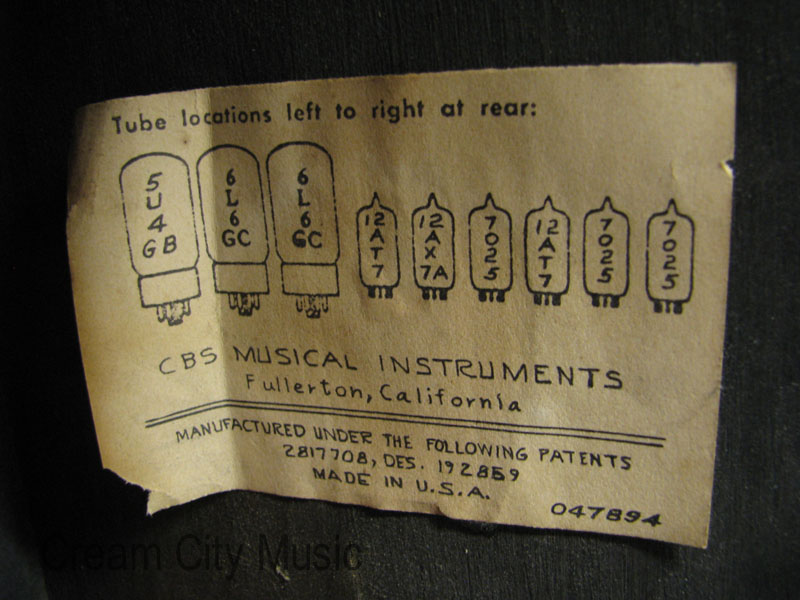 Tube locations left to right at rear:
5U4GB 6L6GC 6L6GC 12AT7 12AX7A 7025 12AT7 7025 7025
CBS MUSICAL INSTRUMENTS
Fullerton, California
MANUFACTURED UNDER THE FOLLOWING PATENTS
2817708, DES. 192859
MADE IN U.S.A.
047894
Cream City Music